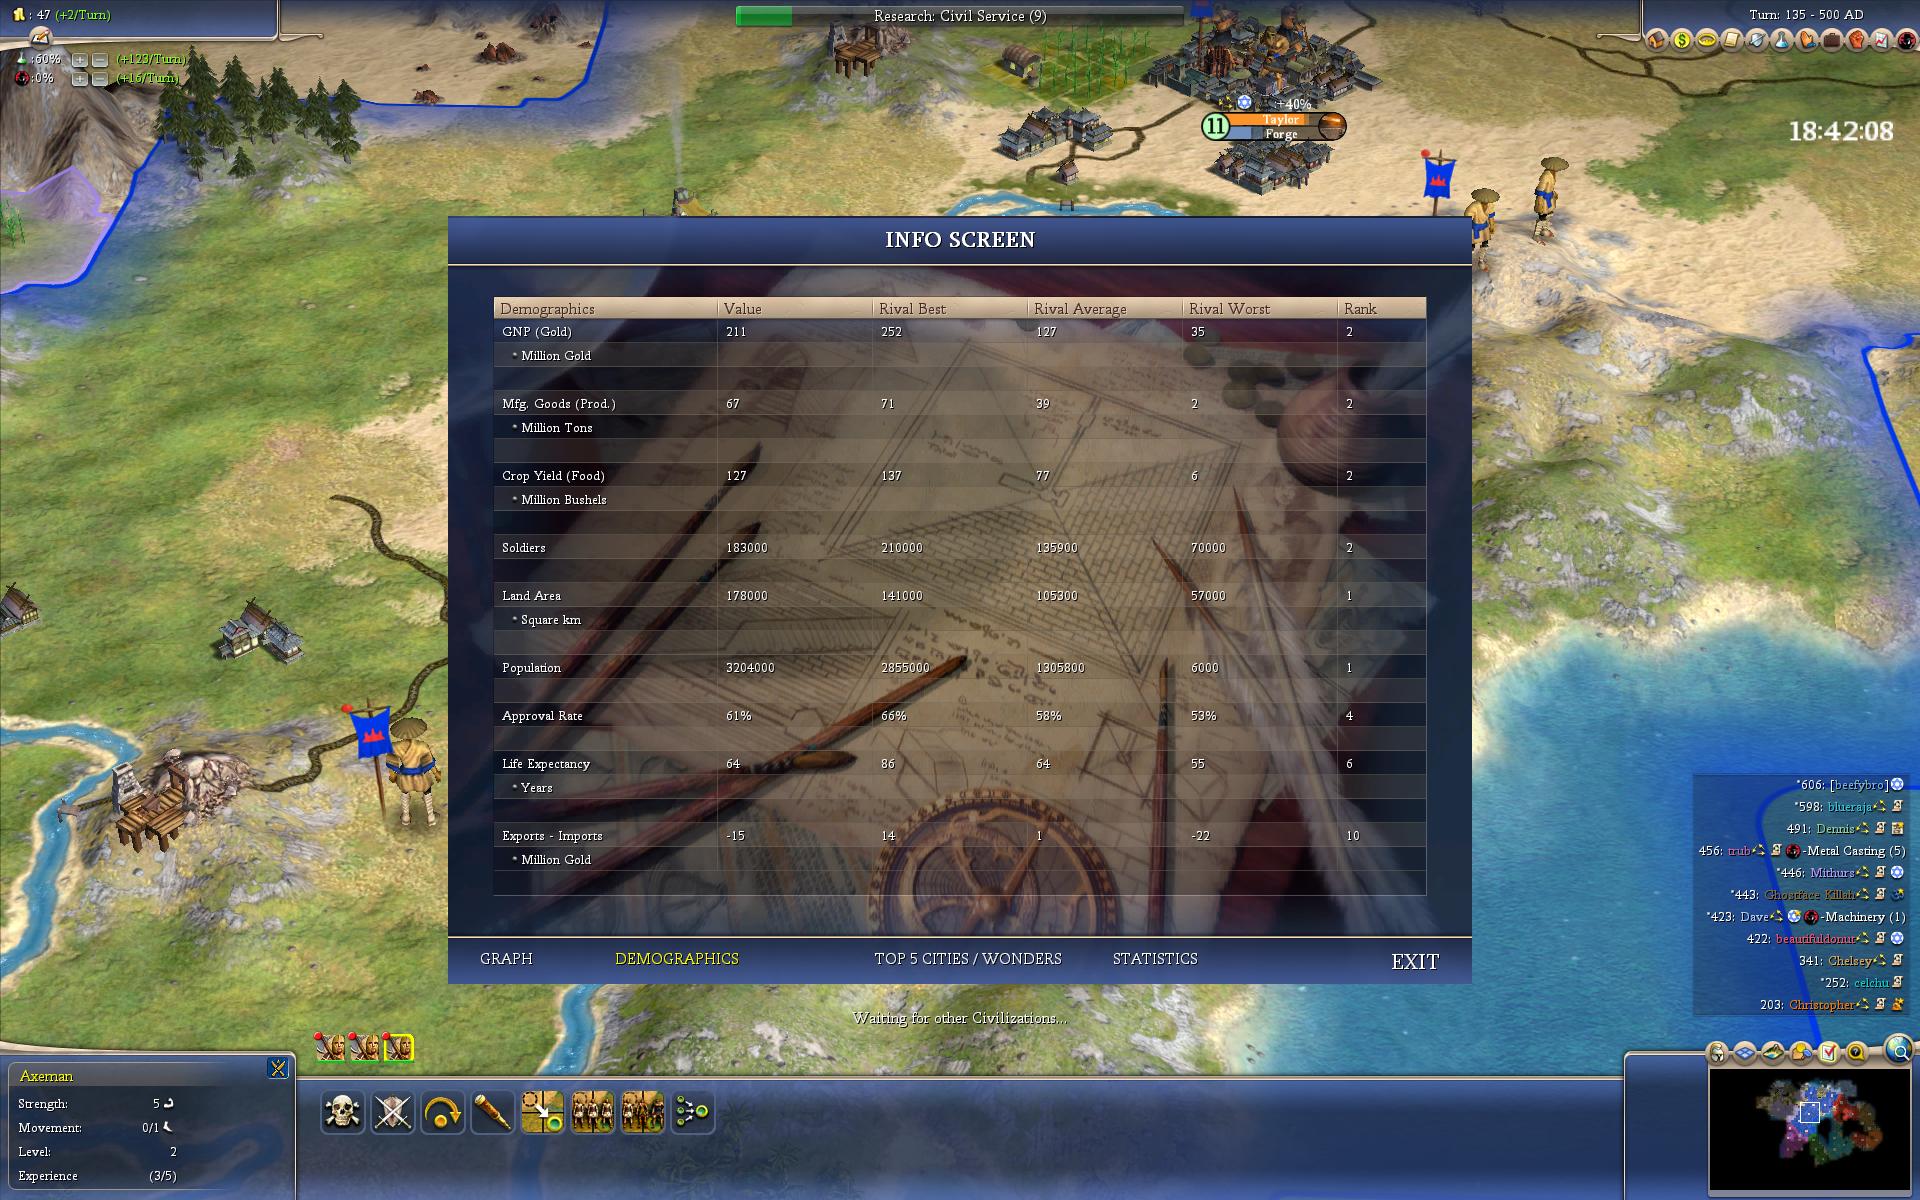 : 47 (+2/Turn)
Research: Civil Service (9)
Turn: 135 - 500 AD
:60% (+123/Turn)
:0% (+16/Turn)
:+40%
11 Taylor
Forge
18:42:08
INFO SCREEN
Demographics Value Rival Best Rival Average Rival Worst Rank
GNP (Gold) 211 252 127 35 2
* Million Gold
Mfg. Goods (Prod.) 67 71 39 2 2
* Million Tons
Crop Yield (Food) 127 137 77 6 2
* Million Bushels
Soldiers 183000 210000 135900 70000 2
Land Area 178000 141000 105300 57000 1
* Square km
Population 3204000 2855000 1305800 6000 1
Approval Rate 61% 66% 58% 53% 4
Life Expectancy 64 86 64 55 6
* Years
Exports - Imports -15 14 1 -22 10
* Million Gold
GRAPH DEMOGRAPHICS TOP 5 CITIES / WONDERS STATISTICS EXIT
*606: [beefybro]
*598: blueraja
491: Dennis
456: trub -Metal Casting (5)
*446: Mithurs
*443: Ghostface Killah
*423: Dave -Machinery (1)
422: beautifuldonut
341: Chelsey
*252: celchu
203: Christopher
Waiting for other Civilizations...
Axeman
Strength: 5
Movement: 0/1
Level: 2
Experience (3/5)